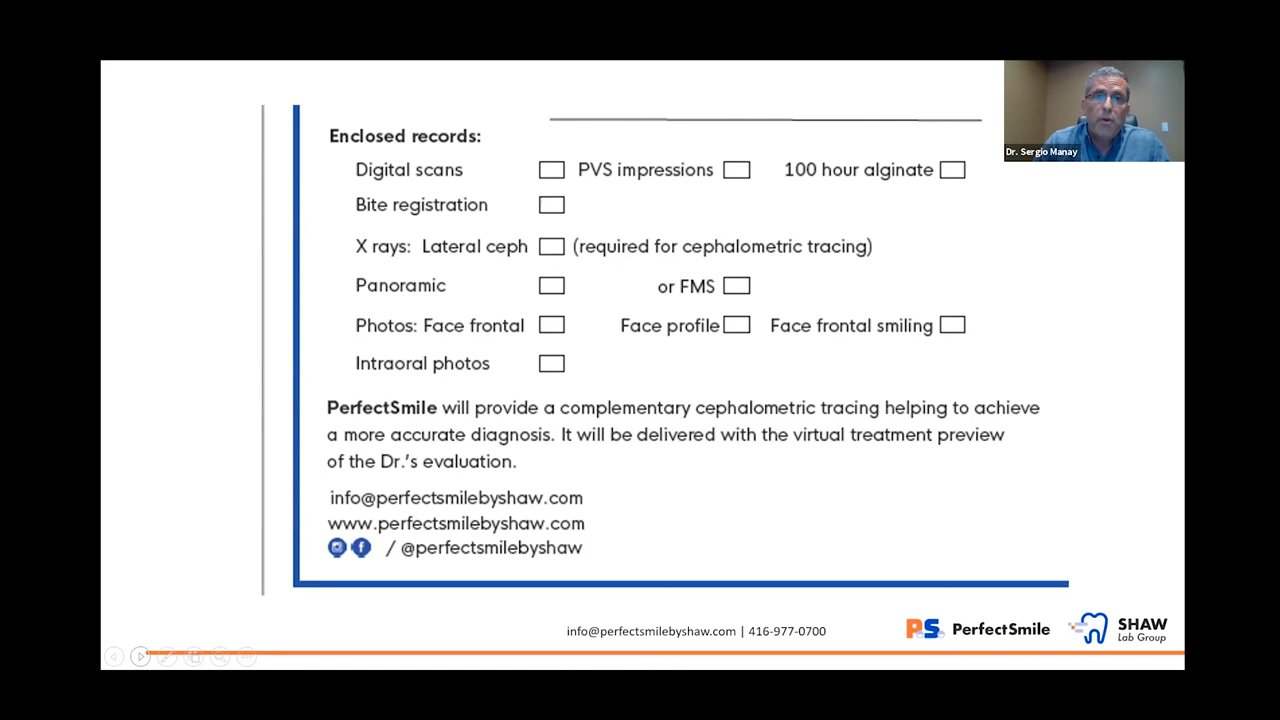 Dr. Sergio Manay
Enclosed records:
Digital scans PVS impressions 100 hour alginate
Bite registration
X rays: Lateral ceph (required for cephalometric tracing)
Panoramic or FMS
Photos: Face frontal Face profile Face frontal smiling
Intraoral photos
PerfectSmile will provide a complementary cephalometric tracing helping to achieve
a more accurate diagnosis. It will be delivered with the virtual treatment preview
of the Dr.'s evaluation.
info@perfectsmilebyshaw.com
www.perfectsmilebyshaw.com
/ @perfectsmilebyshaw
info@perfectsmilebyshaw.com | 416-977-0700
PS PerfectSmile
SHAW
Lab Group